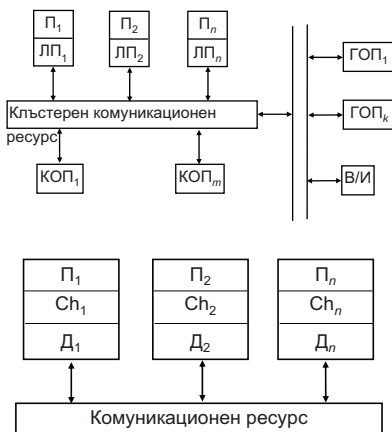 П₁ П₂ Пₙ
ЛП₁ ЛП₂ ЛПₙ
ГОП₁
Клъстерен комуникационен
ресурс
ГОПₖ
КОП₁ КОПₘ
В/И
П₁ П₂ Пₙ
Ch₁ Ch₂ Chₙ
Д₁ Д₂ Дₙ
Комуникационен ресурс